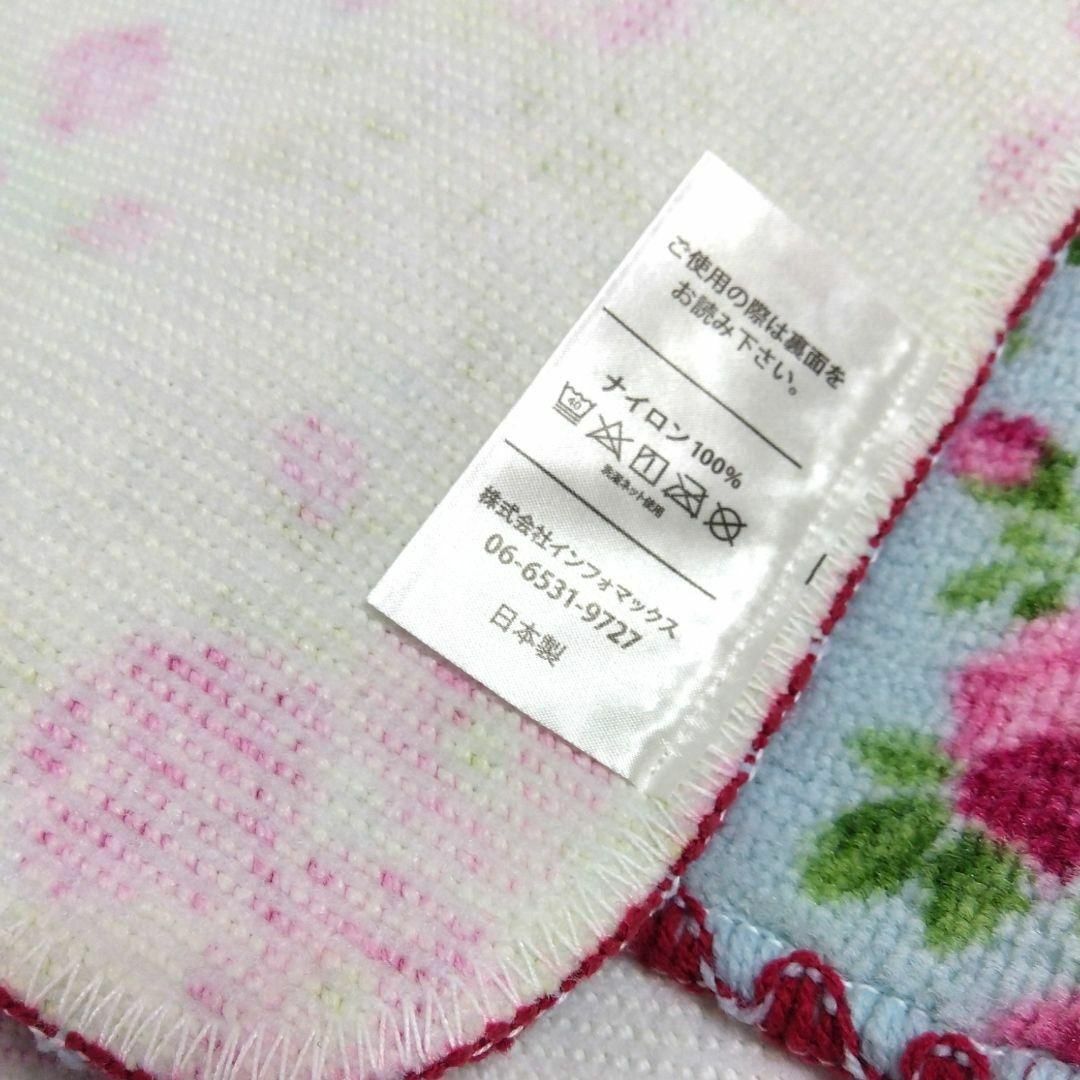 ご使用の際は裏面を
お読み下さい。
ナイロン100%
40
洗濯ネット使用
株式会社インフォマックス
06-6531-9727
日本製